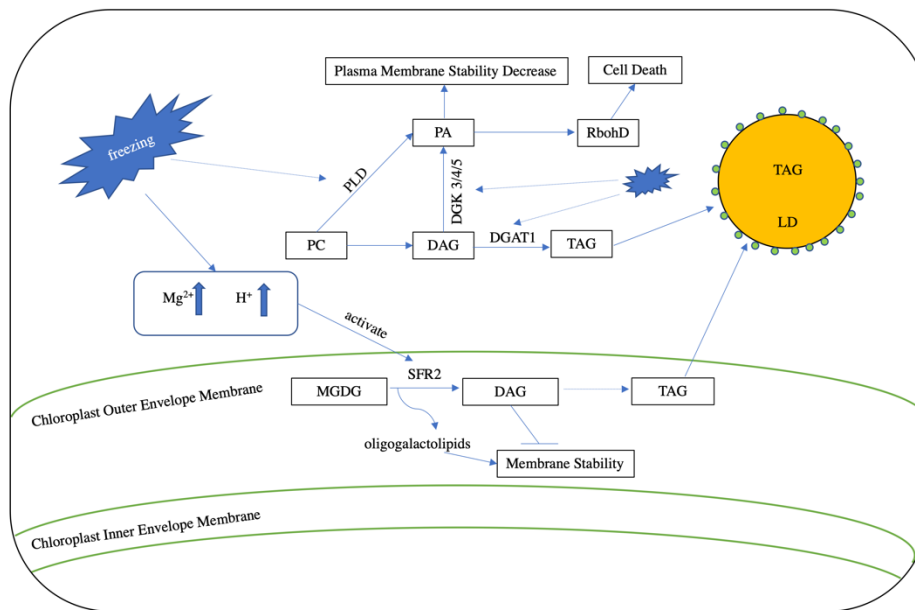 Plasma Membrane Stability Decrease
Cell Death
freezing
PA
RbohD
PLD
DGK 3/4/5
TAG
LD
PC
DAG
DGAT1
TAG
Mg²⁺
H⁺
activate
SFR2
MGDG
DAG
TAG
Chloroplast Outer Envelope Membrane
oligogalactolipids
Membrane Stability
Chloroplast Inner Envelope Membrane